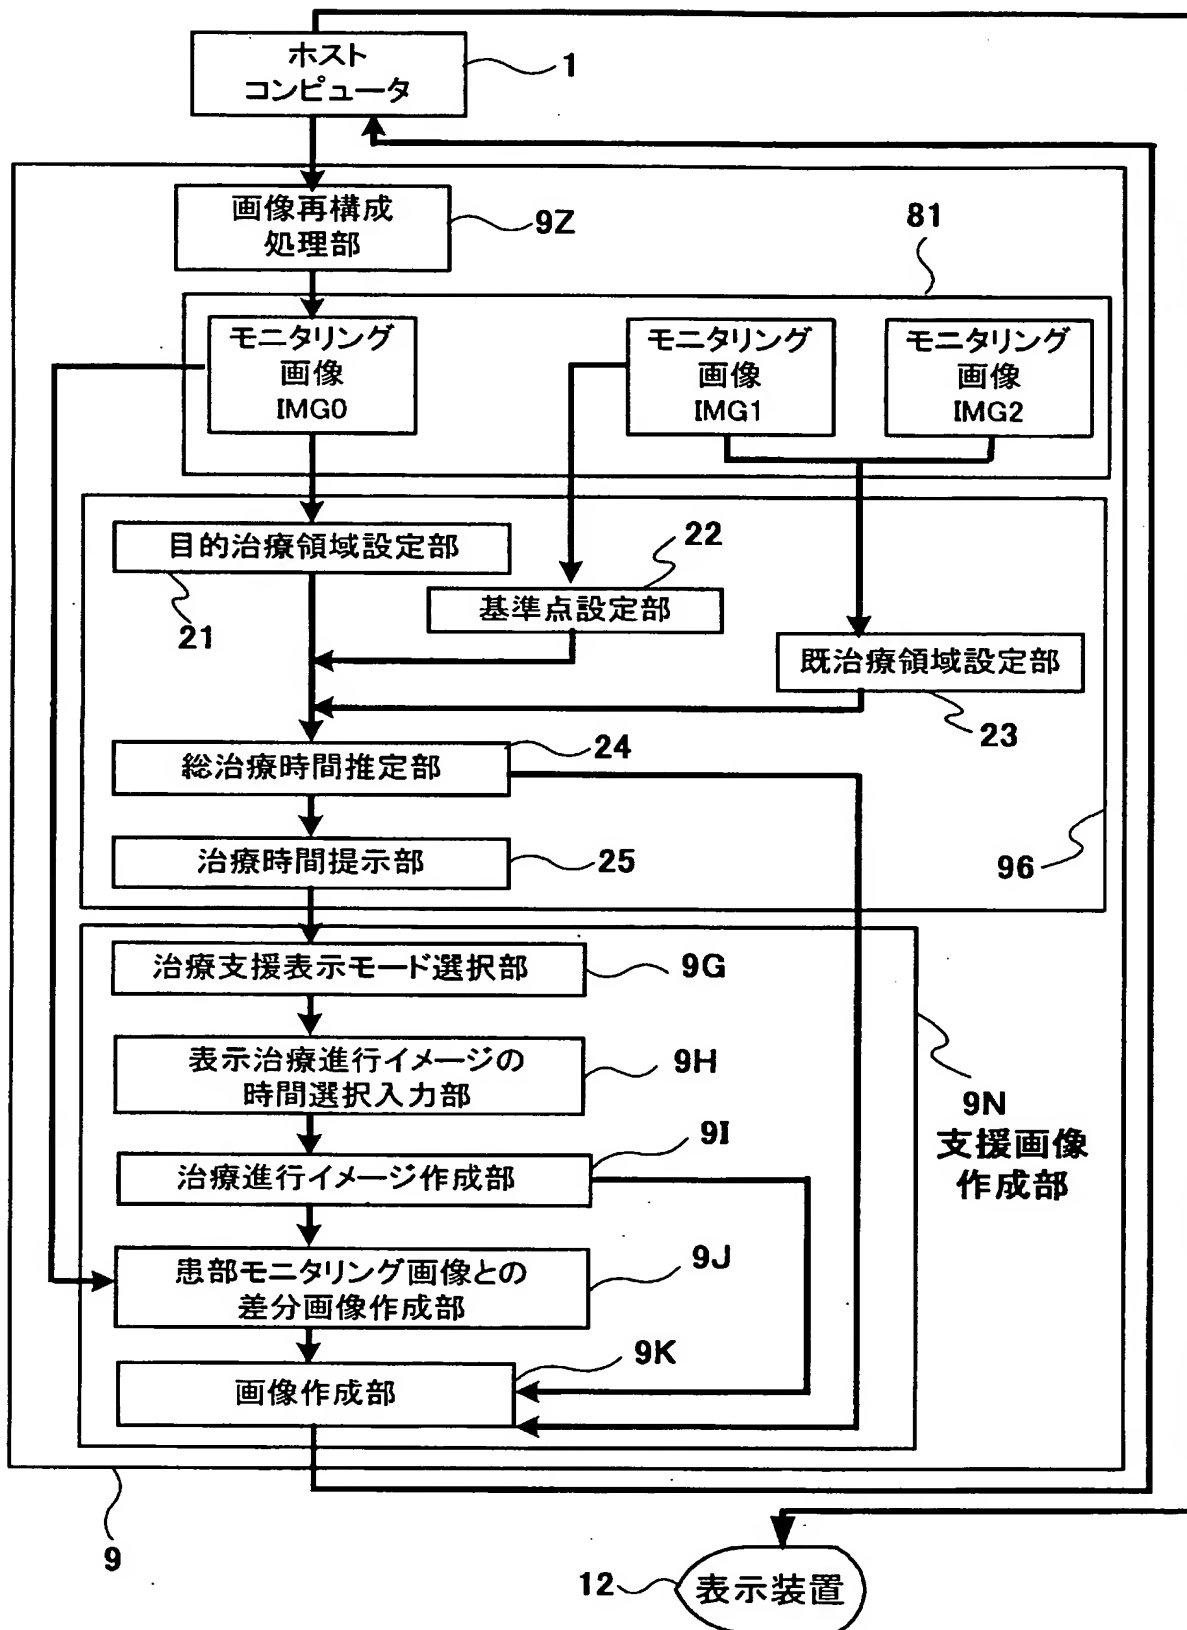 ホスト
コンピュータ
1
画像再構成
処理部
9Z
81
モニタリング
画像
IMG0
モニタリング
画像
IMG1
モニタリング
画像
IMG2
目的治療領域設定部
21
22
基準点設定部
既治療領域設定部
23
総治療時間推定部
24
治療時間提示部
25
96
治療支援表示モード選択部
9G
表示治療進行イメージの
時間選択入力部
9H
9N
支援画像
作成部
治療進行イメージ作成部
9I
患部モニタリング画像との
差分画像作成部
9J
画像作成部
9K
9
12
表示装置